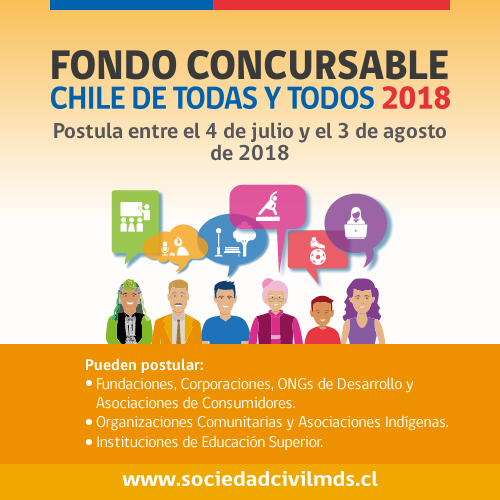 FONDO CONCURSABLE
CHILE DE TODAS Y TODOS 2018
Postula entre el 4 de julio y el 3 de agosto
de 2018
Pueden postular:
• Fundaciones, Corporaciones, ONGs de Desarrollo y
Asociaciones de Consumidores.
• Organizaciones Comunitarias y Asociaciones Indígenas.
• Instituciones de Educación Superior.
www.sociedadcivilmds.cl